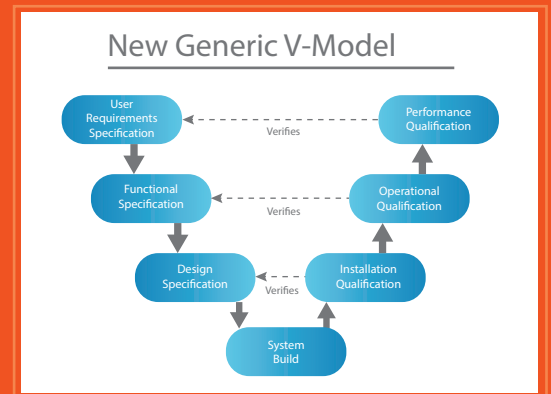 New Generic V-Model
User
Requirements
Specification
Verifies
Performance
Qualification
Functional
Specification
Verifies
Operational
Qualification
Design
Specification
Verifies
Installation
Qualification
System
Build